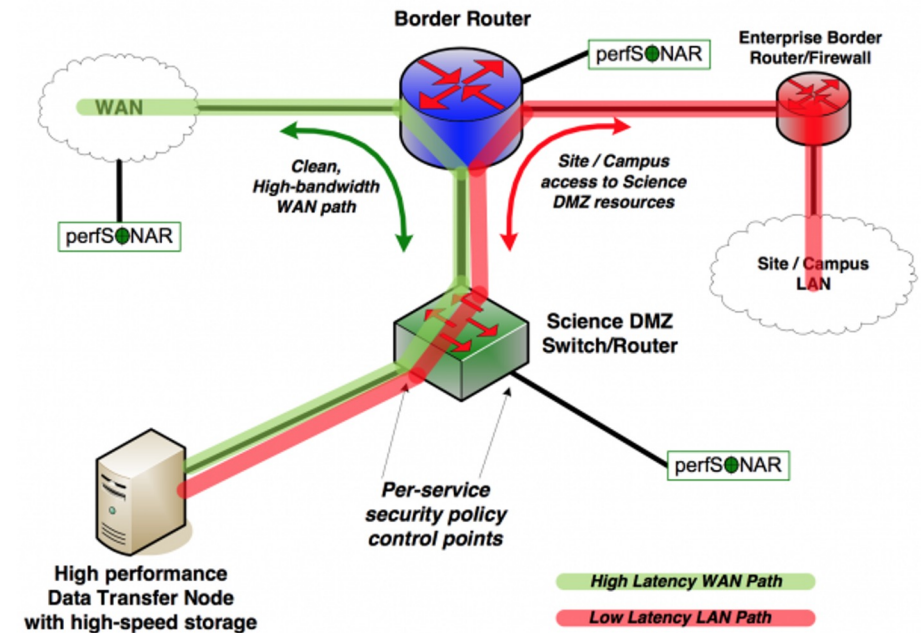 Border Router
perfSONAR
Enterprise Border
Router/Firewall
WAN
Clean,
High-bandwidth
WAN path
Site / Campus
access to Science
DMZ resources
perfSONAR
Site / Campus
LAN
Science DMZ
Switch/Router
perfSONAR
Per-service
security policy
control points
High performance
Data Transfer Node
with high-speed storage
High Latency WAN Path
Low Latency LAN Path